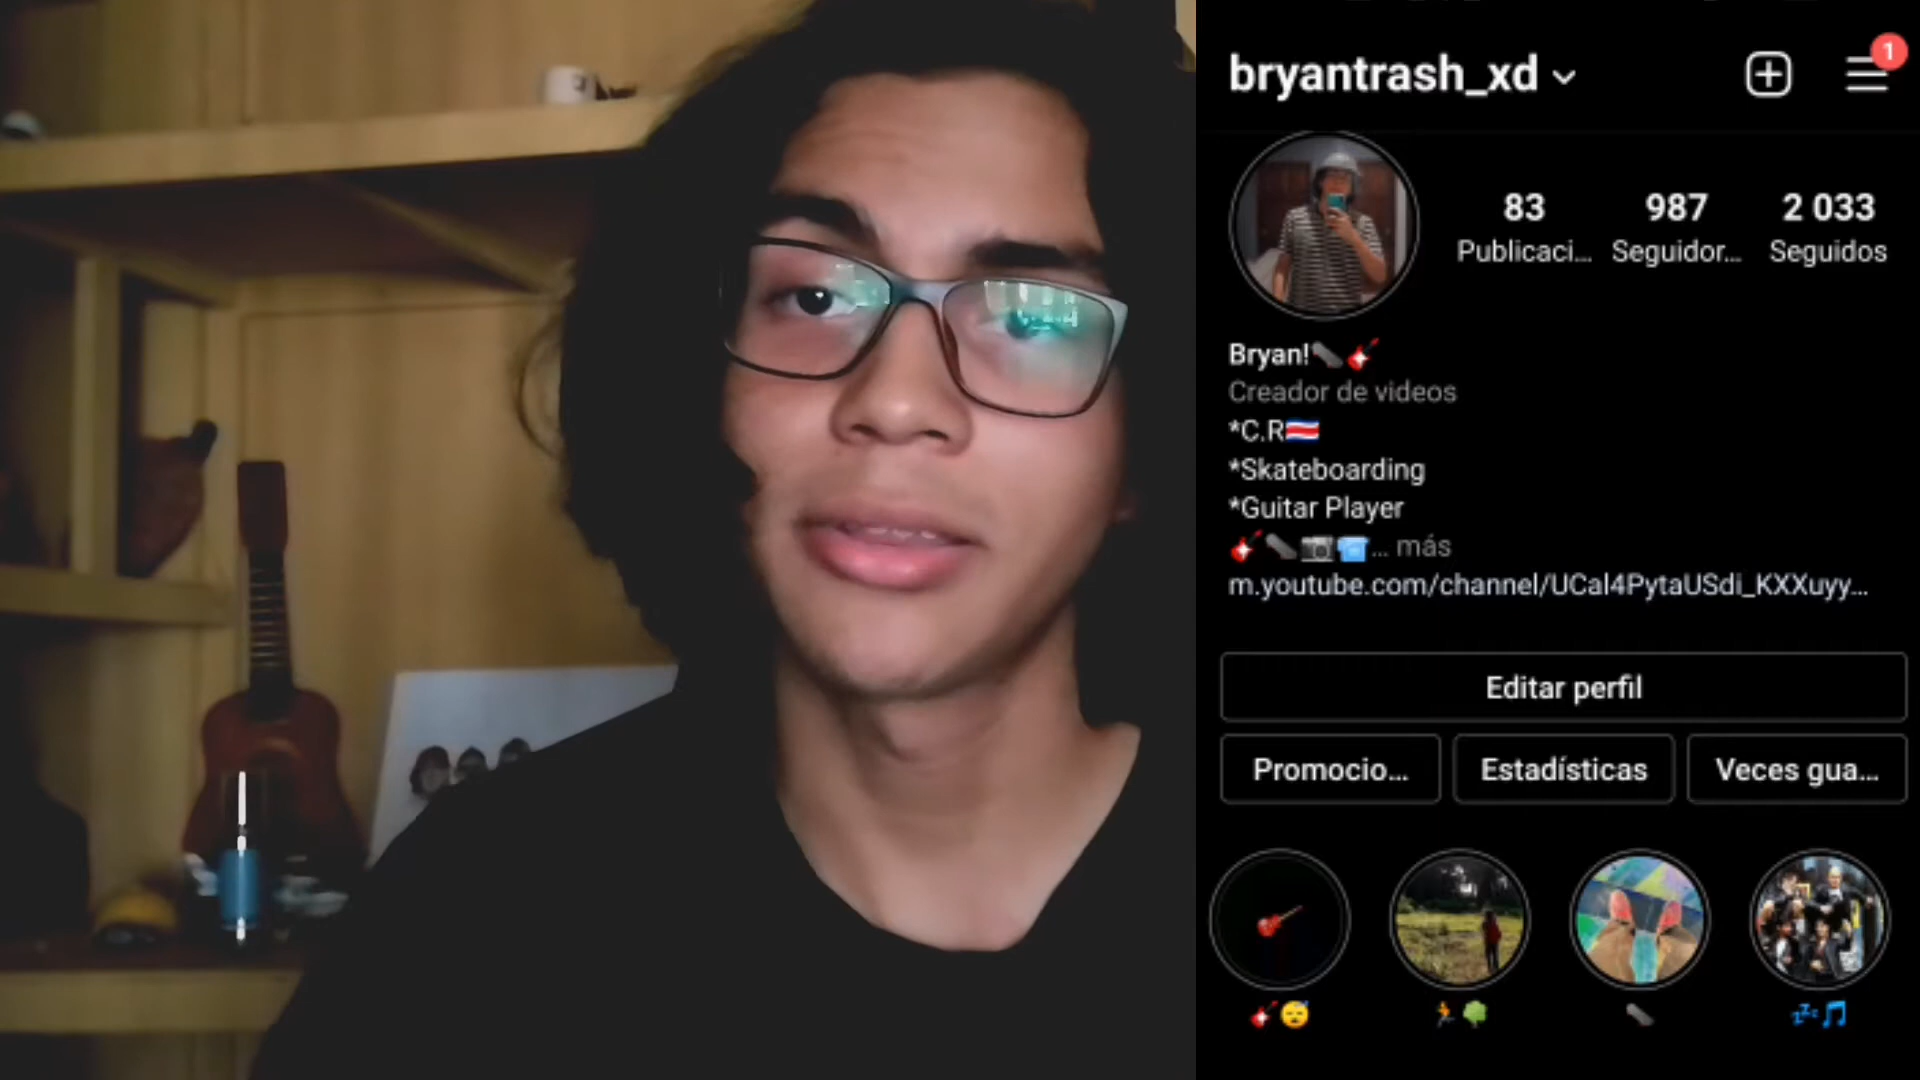 bryantrash_xd
1
83
987
2 033
Publicaci...
Seguidor...
Seguidos
Bryan!
Creador de videos
*C.R
*Skateboarding
*Guitar Player
... más
m.youtube.com/channel/UCal4PytaUSdi_KXXuyy...
Editar perfil
Promocio...
Estadísticas
Veces gua...